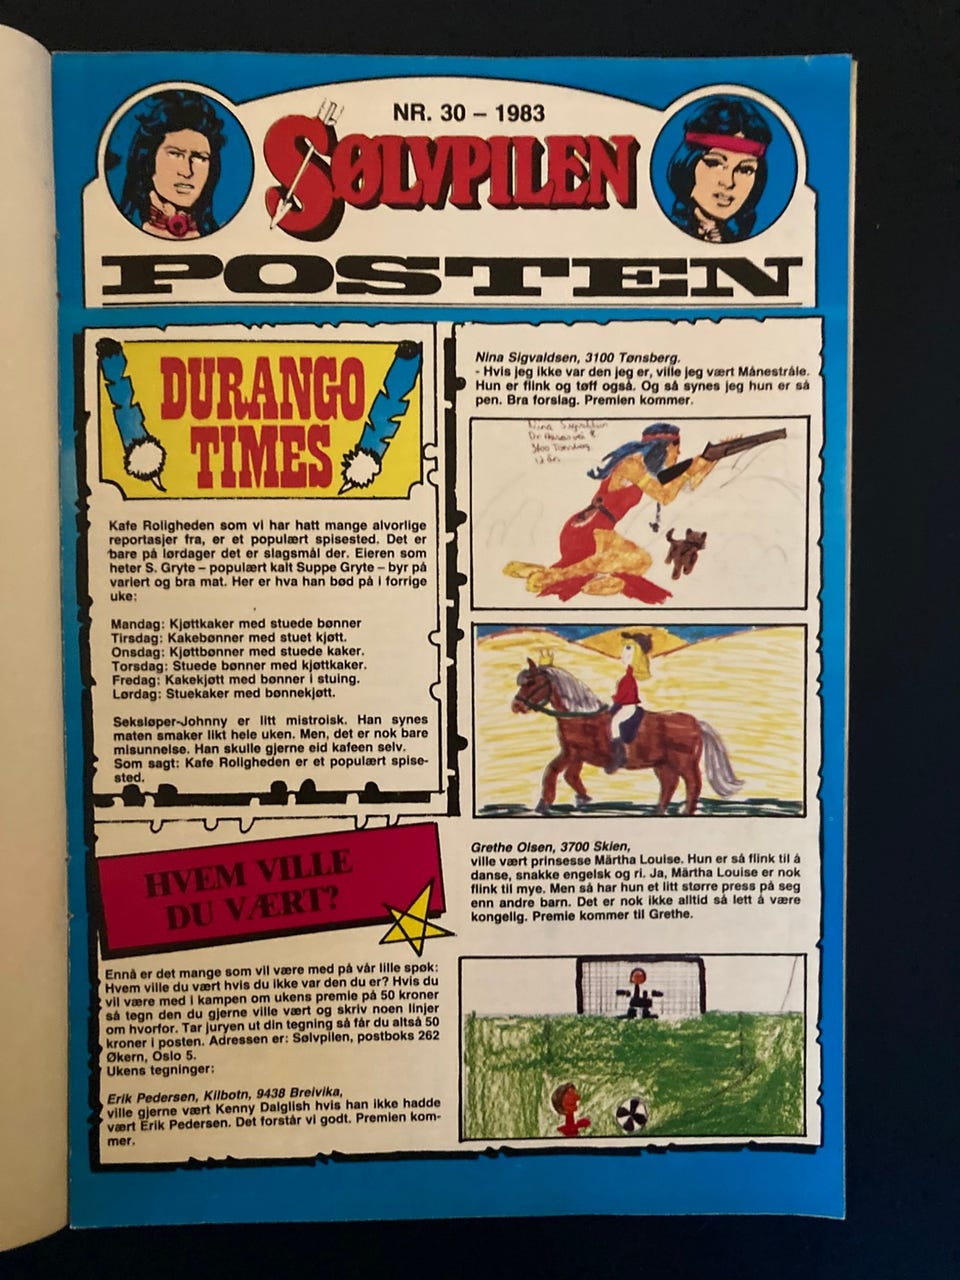 NR. 30 – 1983
SØLVPILEN
POSTEN
DURANGO
TIMES
Kafe Roligheden som vi har hatt mange alvorlige
reportasjer fra, er et populært spisested. Det er
bare på lørdager det er slagsmål der. Eieren som
heter S. Gryte – populært kalt Suppe Gryte – byr på
variert og bra mat. Her er hva han bød på i forrige
uke:
Mandag: Kjøttkaker med stuede bønner
Tirsdag: Kakebønner med stuet kjøtt.
Onsdag: Kjøttbønner med stuede kaker.
Torsdag: Stuede bønner med kjøttkaker.
Fredag: Kakekjøtt med bønner i stuing.
Lørdag: Stuekaker med bønnekjøtt.
Seksløper-Johnny er litt mistroisk. Han synes
maten smaker likt hele uken. Men, det er nok bare
misunnelse. Han skulle gjerne eid kafeen selv.
Som sagt: Kafe Roligheden er et populært spise-
sted.
HVEM VILLE
DU VÆRT?
Ennå er det mange som vil være med på vår lille spøk:
Hvem ville du vært hvis du ikke var den du er? Hvis du
vil være med i kampen om ukens premie på 50 kroner
så tegn den du gjerne ville vært og skriv noen linjer
om hvorfor. Tar juryen ut din tegning så får du altså 50
kroner i posten. Adressen er: Sølvpilen, postboks 262
Økern, Oslo 5.
Ukens tegninger:
Erik Pedersen, Kilbotn, 9438 Breivika,
ville gjerne vært Kenny Dalglish hvis han ikke hadde
vært Erik Pedersen. Det forstår vi godt. Premien kom-
mer.
Nina Sigvaldsen, 3100 Tønsberg.
- Hvis jeg ikke var den jeg er, ville jeg vært Månestråle.
Hun er flink og tøff også. Og så synes jeg hun er så
pen. Bra forslag. Premien kommer.
Nina Sigvaldsen
3100 Tønsberg
12 år
Grethe Olsen, 3700 Skien,
ville vært prinsesse Märtha Louise. Hun er så flink til å
danse, snakke engelsk og ri. Ja, Märtha Louise er nok
flink til mye. Men så har hun et litt større press på seg
enn andre barn. Det er nok ikke alltid så lett å være
kongelig. Premie kommer til Grethe.